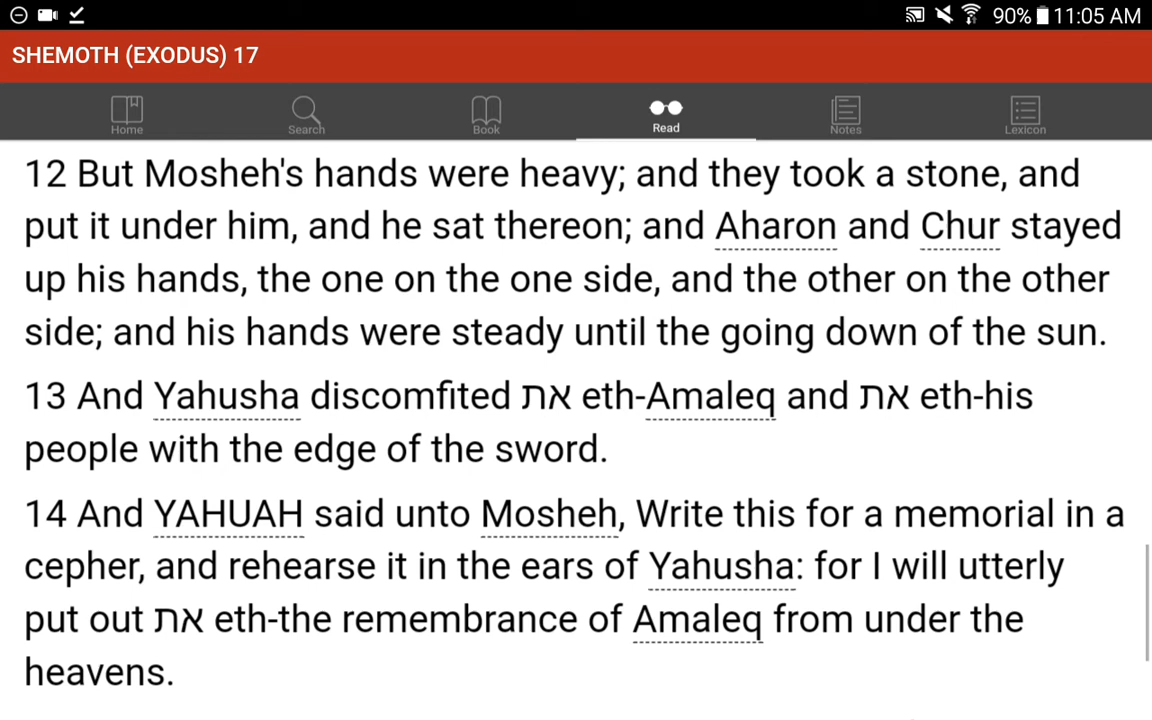 90% 11:05 AM
SHEMOTH (EXODUS) 17
Home Search Book Read Notes Lexicon
12 But Mosheh's hands were heavy; and they took a stone, and
put it under him, and he sat thereon; and Aharon and Chur stayed
up his hands, the one on the one side, and the other on the other
side; and his hands were steady until the going down of the sun.
13 And Yahusha discomfited את eth-Amaleq and את eth-his
people with the edge of the sword.
14 And YAHUAH said unto Mosheh, Write this for a memorial in a
cepher, and rehearse it in the ears of Yahusha: for I will utterly
put out את eth-the remembrance of Amaleq from under the
heavens.